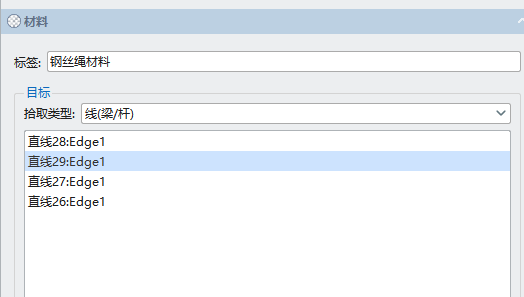 材料
标签: 钢丝绳材料
目标
拾取类型: 线(梁/杆)
直线28:Edge1
直线29:Edge1
直线27:Edge1
直线26:Edge1